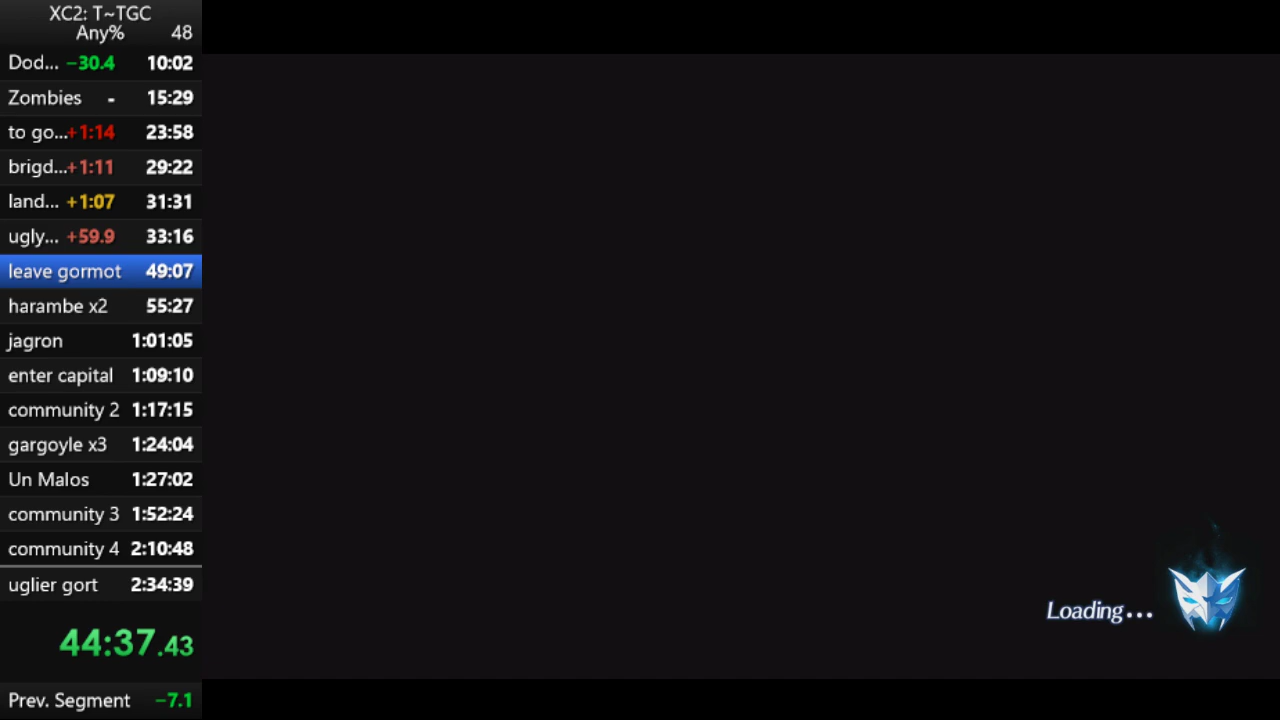 XC2: T~TGC
Any% 48
Dod... −30.4 10:02
Zombies - 15:29
to go...+1:14 23:58
brigd...+1:11 29:22
land... +1:07 31:31
ugly... +59.9 33:16
leave gormot 49:07
harambe x2 55:27
jagron 1:01:05
enter capital 1:09:10
community 2 1:17:15
gargoyle x3 1:24:04
Un Malos 1:27:02
community 3 1:52:24
community 4 2:10:48
uglier gort 2:34:39
44:37.43
Prev. Segment −7.1
Loading...